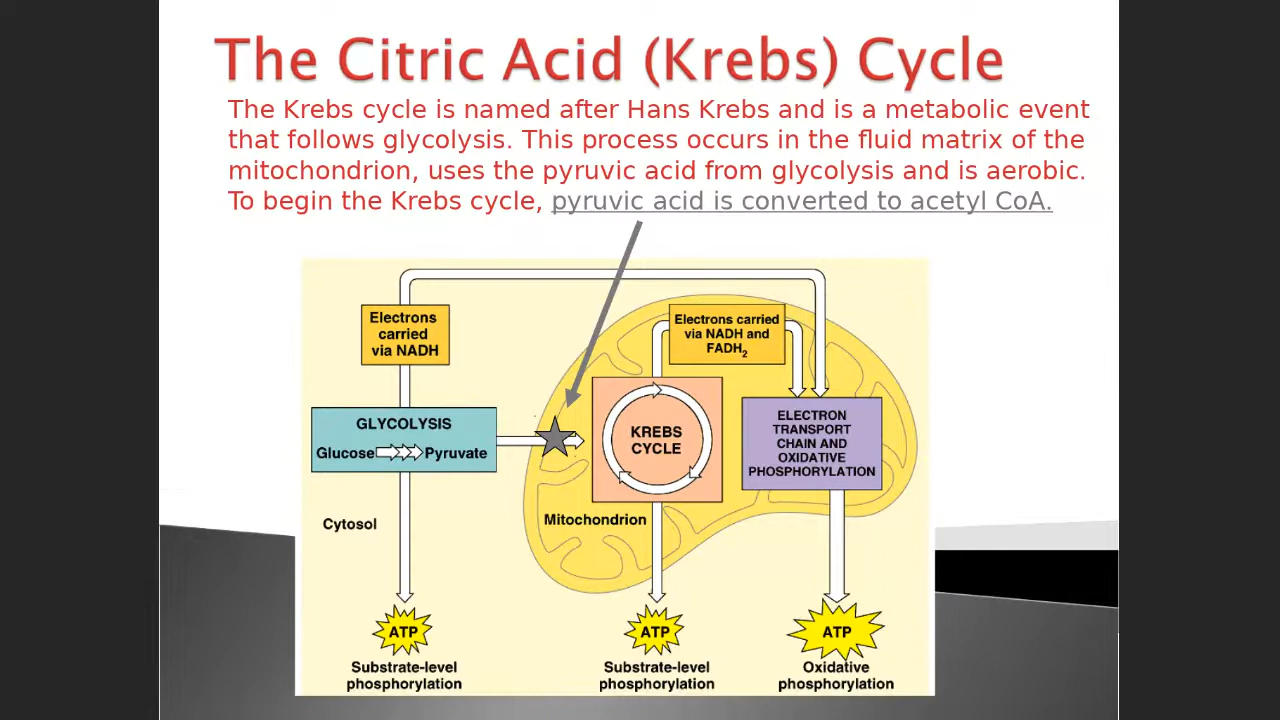 The Citric Acid (Krebs) Cycle
The Krebs cycle is named after Hans Krebs and is a metabolic event
that follows glycolysis. This process occurs in the fluid matrix of the
mitochondrion, uses the pyruvic acid from glycolysis and is aerobic.
To begin the Krebs cycle, pyruvic acid is converted to acetyl CoA.
Electrons
carried
via NADH
Electrons carried
via NADH and
FADH₂
GLYCOLYSIS
Glucose Pyruvate
KREBS
CYCLE
ELECTRON
TRANSPORT
CHAIN AND
OXIDATIVE
PHOSPHORYLATION
Cytosol
Mitochondrion
ATP
Substrate-level
phosphorylation
ATP
Substrate-level
phosphorylation
ATP
Oxidative
phosphorylation